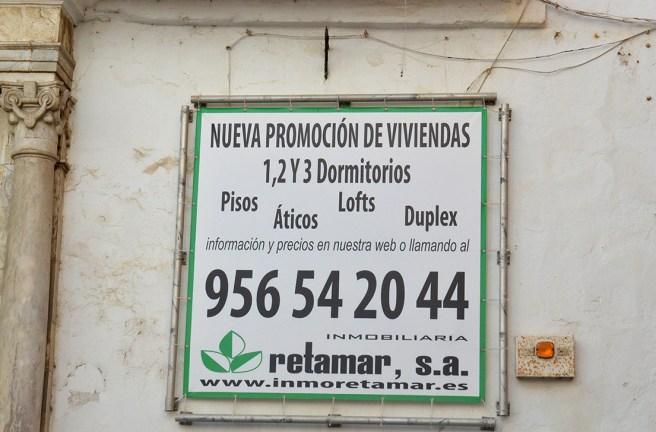 NUEVA PROMOCIÓN DE VIVIENDAS
1,2 Y 3 Dormitorios
Pisos Áticos Lofts Duplex
información y precios en nuestra web o llamando al
956 54 20 44
INMOBILIARIA
retamar, s.a.
www.inmoretamar.es